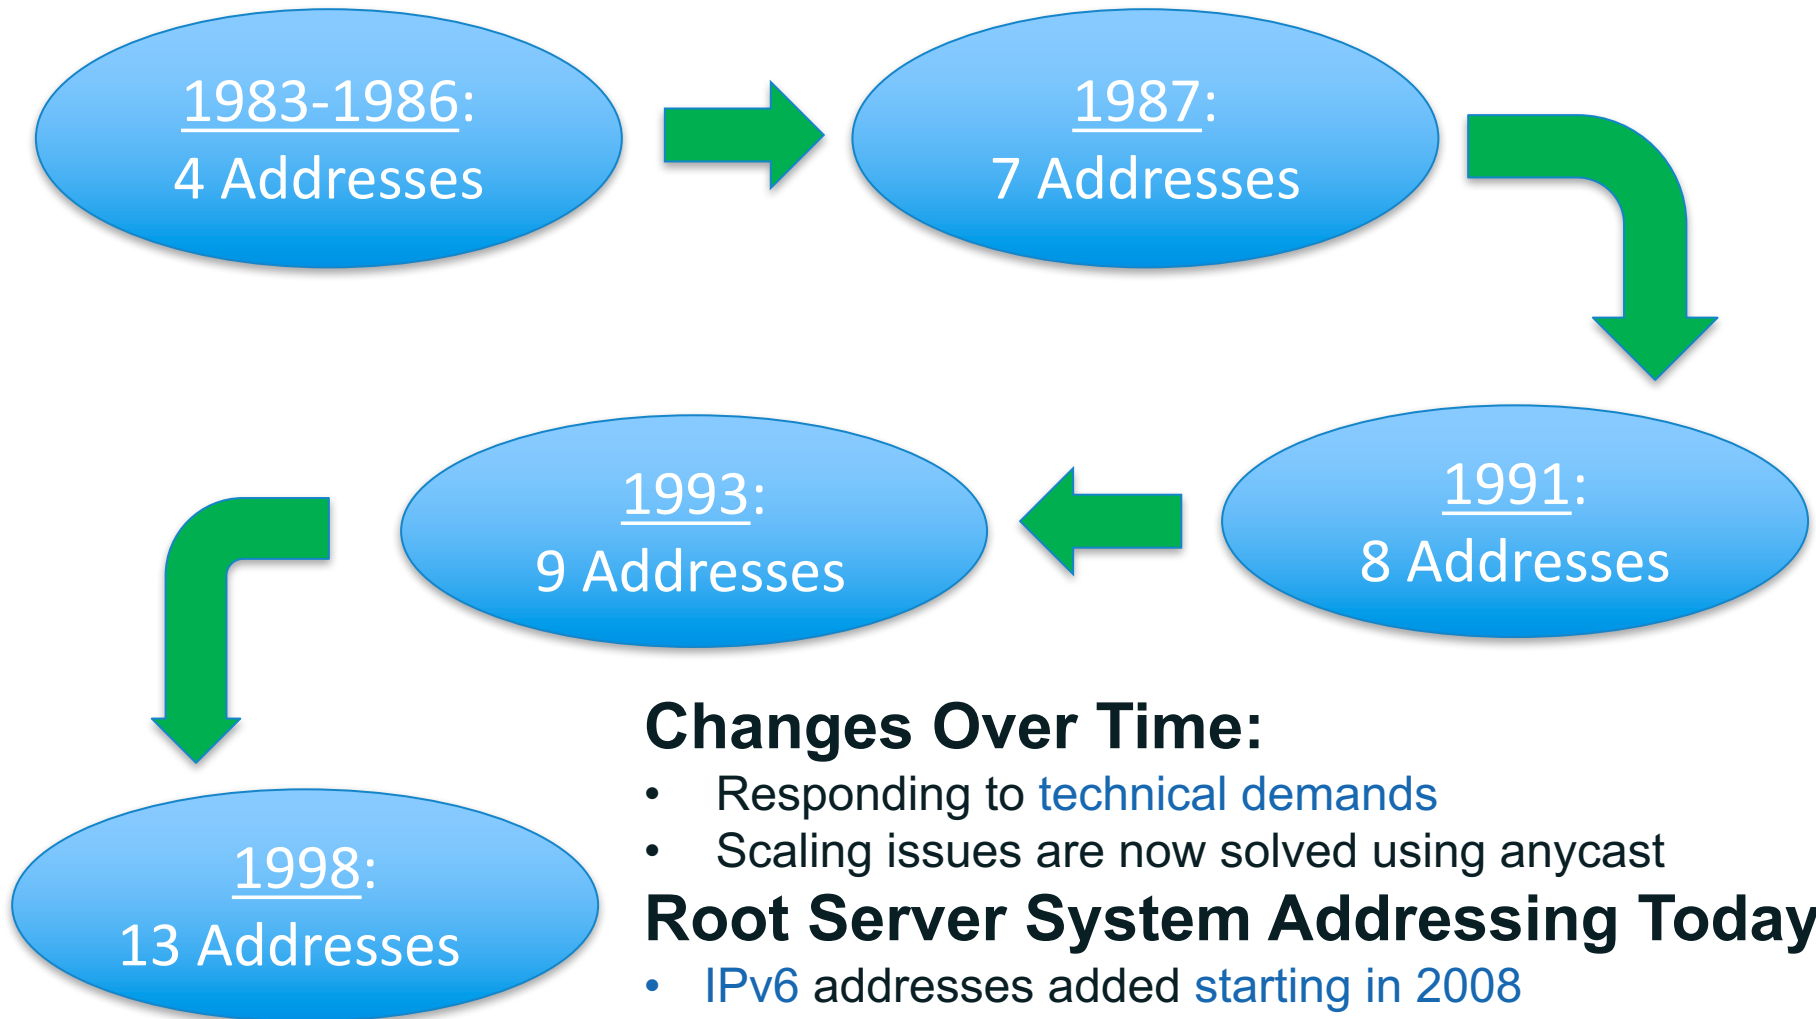 1983-1986:
4 Addresses
1987:
7 Addresses
1991:
8 Addresses
1993:
9 Addresses
1998:
13 Addresses
Changes Over Time:
• Responding to technical demands
• Scaling issues are now solved using anycast
Root Server System Addressing Today
• IPv6 addresses added starting in 2008